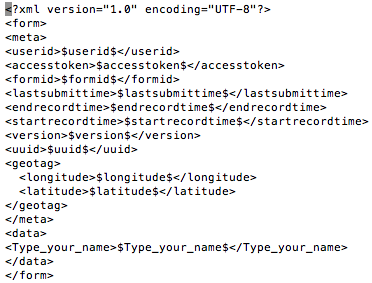 <?xml version="1.0" encoding="UTF-8"?>
<form>
<meta>
<userid>$userid$</userid>
<accesstoken>$accesstoken$</accesstoken>
<formid>$formid$</formid>
<lastsubmittime>$lastsubmittime$</lastsubmittime>
<endrecordtime>$endrecordtime$</endrecordtime>
<startrecordtime>$startrecordtime$</startrecordtime>
<version>$version$</version>
<uuid>$uuid$</uuid>
<geotag>
  <longitude>$longitude$</longitude>
  <latitude>$latitude$</latitude>
</geotag>
</meta>
<data>
<Type_your_name>$Type_your_name$</Type_your_name>
</data>
</form>